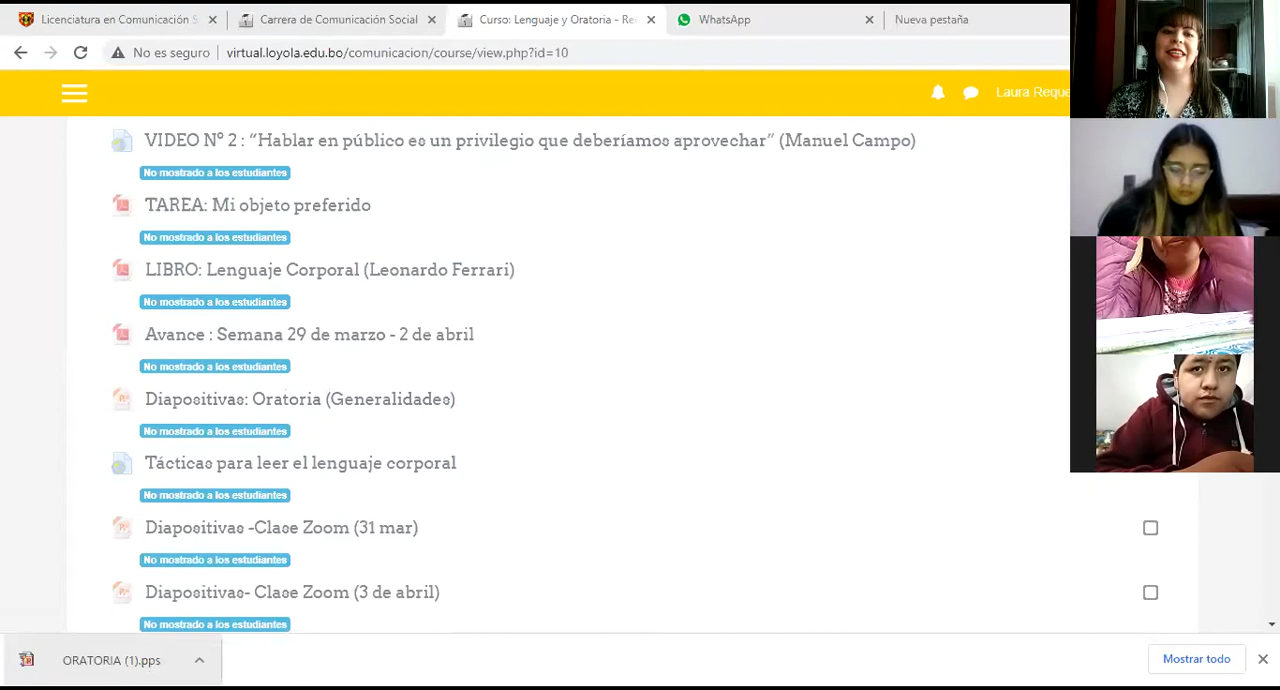 Licenciatura en Comunicación S
Carrera de Comunicación Social
Curso: Lenguaje y Oratoria - Re
WhatsApp
Nueva pestaña
No es seguro
virtual.loyola.edu.bo/comunicacion/course/view.php?id=10
Laura Reque
VIDEO Nº 2 : “Hablar en público es un privilegio que deberíamos aprovechar” (Manuel Campo)
No mostrado a los estudiantes
TAREA: Mi objeto preferido
No mostrado a los estudiantes
LIBRO: Lenguaje Corporal (Leonardo Ferrari)
No mostrado a los estudiantes
Avance : Semana 29 de marzo - 2 de abril
No mostrado a los estudiantes
Diapositivas: Oratoria (Generalidades)
No mostrado a los estudiantes
Tácticas para leer el lenguaje corporal
No mostrado a los estudiantes
Diapositivas -Clase Zoom (31 mar)
No mostrado a los estudiantes
Diapositivas- Clase Zoom (3 de abril)
No mostrado a los estudiantes
ORATORIA (1).pps
Mostrar todo